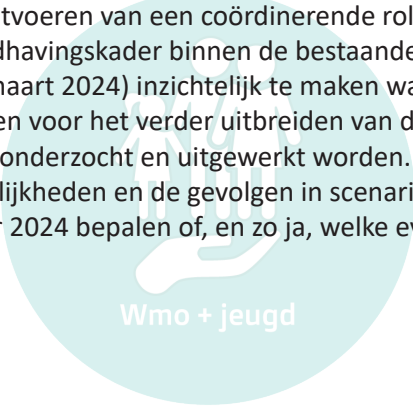 tvoeren van een coördinerende rol
dhavingskader binnen de bestaande
naart 2024) inzichtelijk te maken wa
en voor het verder uitbreiden van d
onderzocht en uitgewerkt worden.
lijkheden en de gevolgen in scenari
r 2024 bepalen of, en zo ja, welke ev
Wmo + jeugd